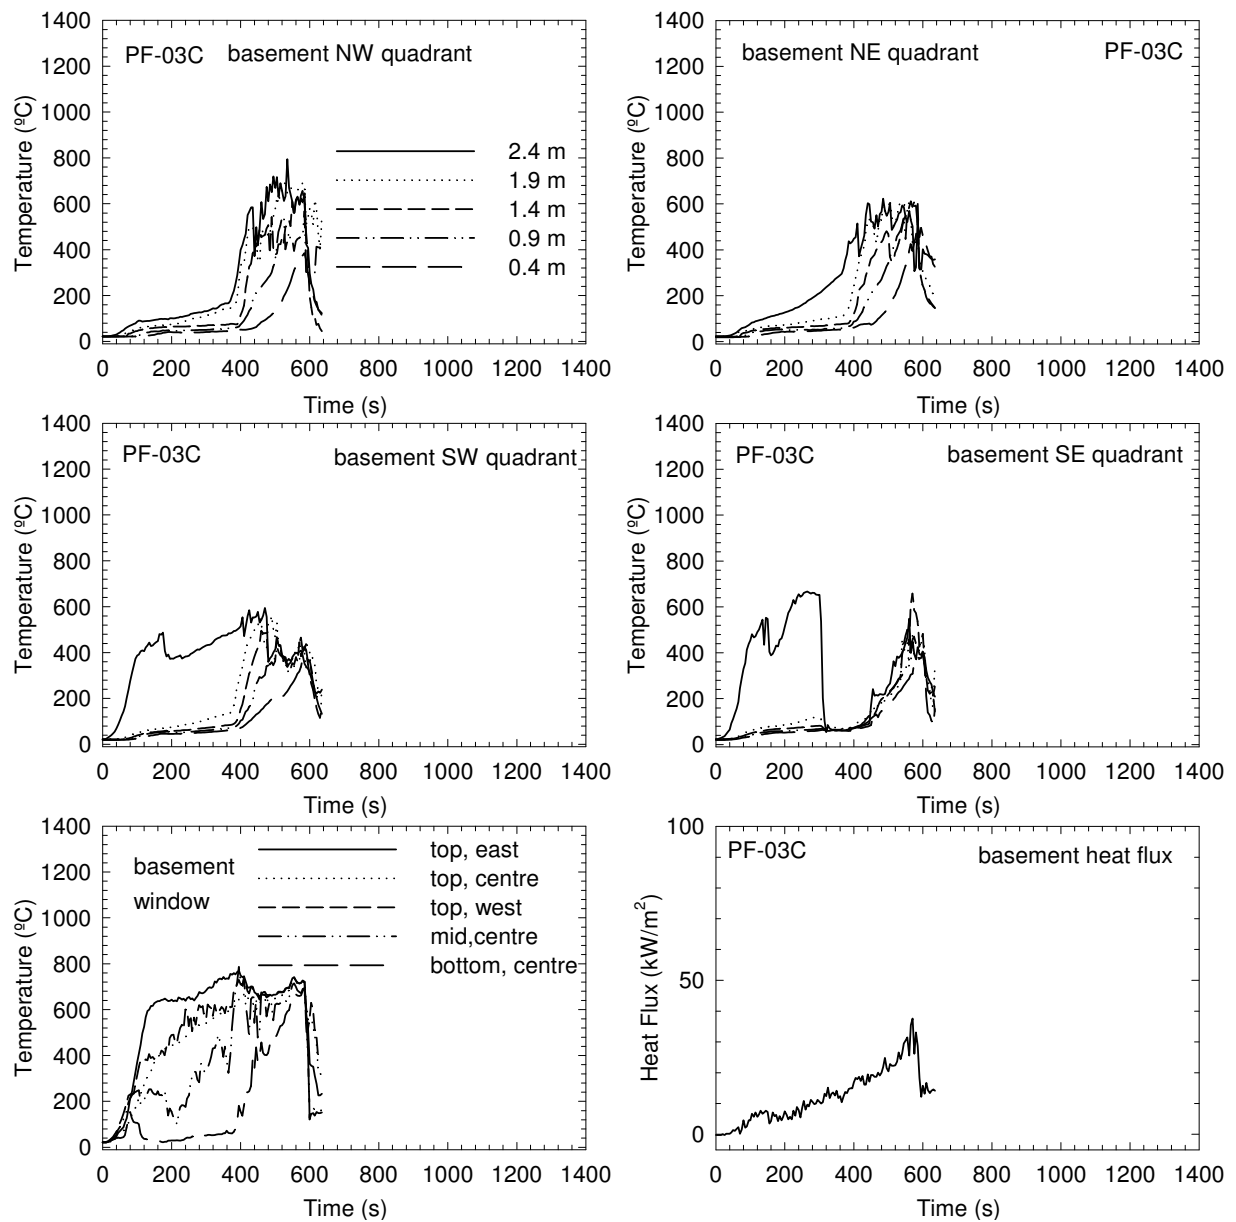 PF-03C basement NW quadrant
1400
1200
1000
800
600
400
200
0
Temperature (ºC)
2.4 m
1.9 m
1.4 m
0.9 m
0.4 m
0 200 400 600 800 1000 1200 1400
Time (s)
basement NE quadrant PF-03C
1400
1200
1000
800
600
400
200
0
Temperature (ºC)
0 200 400 600 800 1000 1200 1400
Time (s)
PF-03C basement SW quadrant
1400
1200
1000
800
600
400
200
0
Temperature (ºC)
0 200 400 600 800 1000 1200 1400
Time (s)
PF-03C basement SE quadrant
1400
1200
1000
800
600
400
200
0
Temperature (ºC)
0 200 400 600 800 1000 1200 1400
Time (s)
basement
window
1400
1200
1000
800
600
400
200
0
Temperature (ºC)
top, east
top, centre
top, west
mid,centre
bottom, centre
0 200 400 600 800 1000 1200 1400
Time (s)
PF-03C basement heat flux
100
50
0
Heat Flux (kW/m²)
0 200 400 600 800 1000 1200 1400
Time (s)